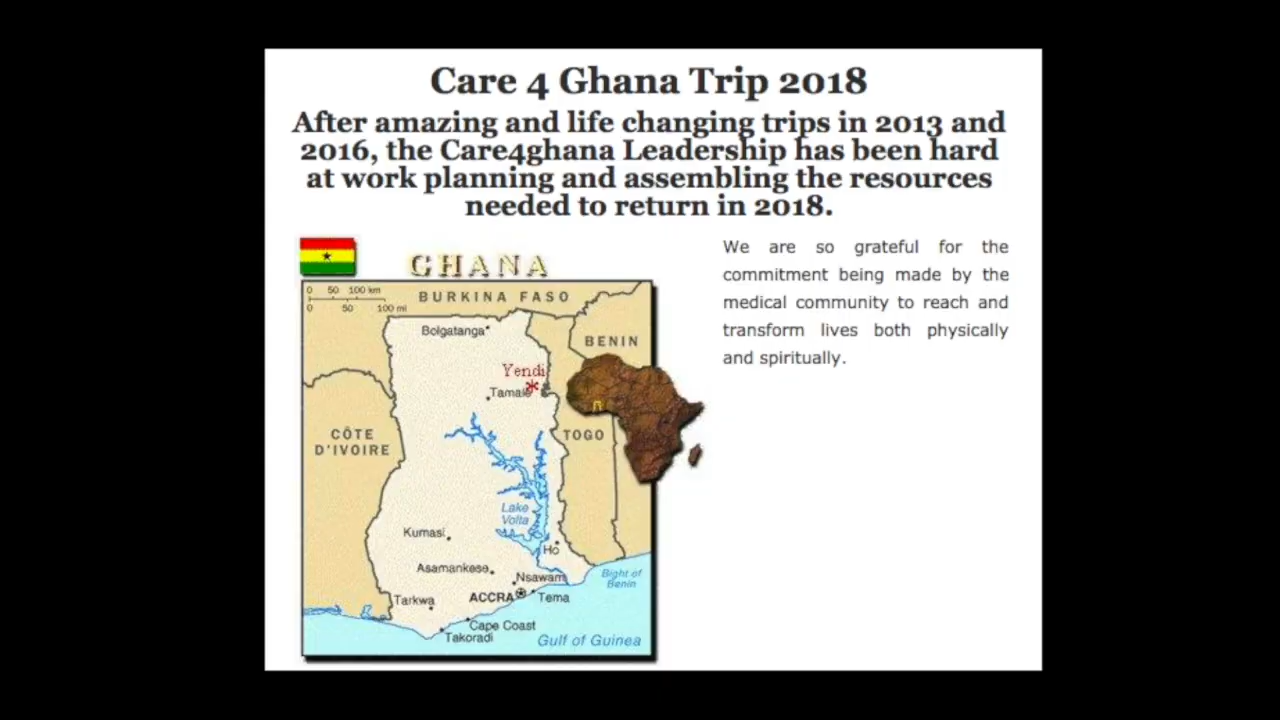 Care 4 Ghana Trip 2018
After amazing and life changing trips in 2013 and
2016, the Care4ghana Leadership has been hard
at work planning and assembling the resources
needed to return in 2018.
GHANA
0 50 100 km
0 50 100 mi
BURKINA FASO
Bolgatanga
BENIN
Yendi
Tamale
CÔTE
D'IVOIRE
TOGO
Lake
Volta
Kumasi
Ho
Asamankese
Nsawam
Bight of
Benin
Tarkwa
ACCRA
Tema
Cape Coast
Takoradi
Gulf of Guinea
We are so grateful for the
commitment being made by the
medical community to reach and
transform lives both physically
and spiritually.